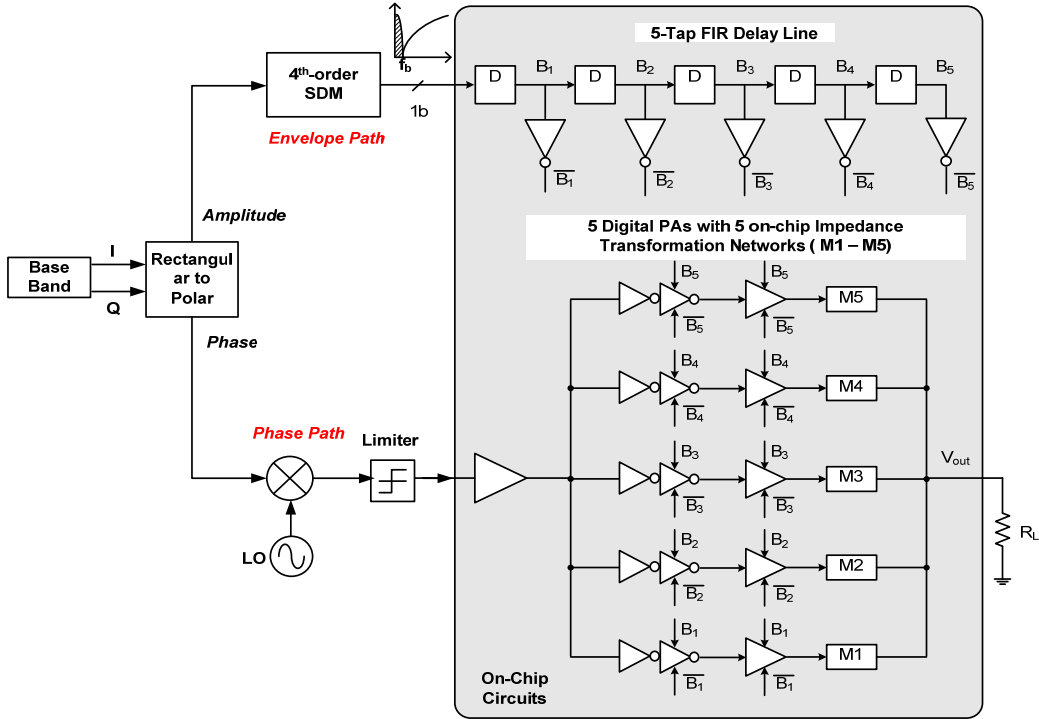 5-Tap FIR Delay Line
f_b
4th-order
SDM
1b
D
B1
D
B2
D
B3
D
B4
D
B5
Envelope Path
B̅1
B̅2
B̅3
B̅4
B̅5
Amplitude
5 Digital PAs with 5 on-chip Impedance
Transformation Networks ( M1 – M5)
Base
Band
I
Q
Rectangul
ar to
Polar
Phase
B5
B5
M5
B̅5
B̅5
B4
B4
M4
B̅4
B̅4
Phase Path
Limiter
LO
B3
B3
M3
B̅3
B̅3
Vout
RL
B2
B2
M2
B̅2
B̅2
B1
B1
M1
B̅1
B̅1
On-Chip
Circuits